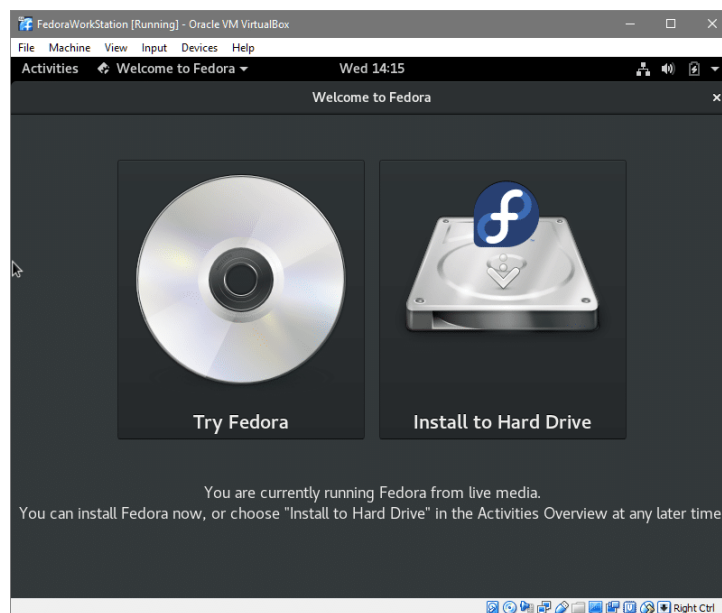 FedoraWorkStation [Running] - Oracle VM VirtualBox
File Machine View Input Devices Help
Activities Welcome to Fedora Wed 14:15
Welcome to Fedora
Try Fedora Install to Hard Drive
You are currently running Fedora from live media.
You can install Fedora now, or choose "Install to Hard Drive" in the Activities Overview at any later time
Right Ctrl